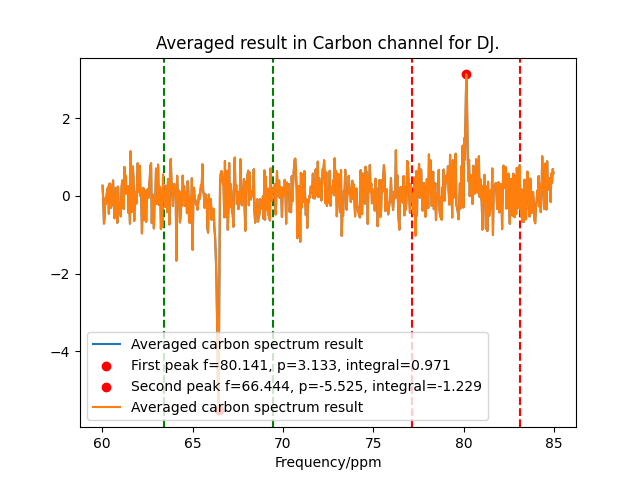 Averaged result in Carbon channel for DJ.
2
0
−2
−4
Averaged carbon spectrum result
First peak f=80.141, p=3.133, integral=0.971
Second peak f=66.444, p=-5.525, integral=-1.229
Averaged carbon spectrum result
60 65 70 75 80 85
Frequency/ppm